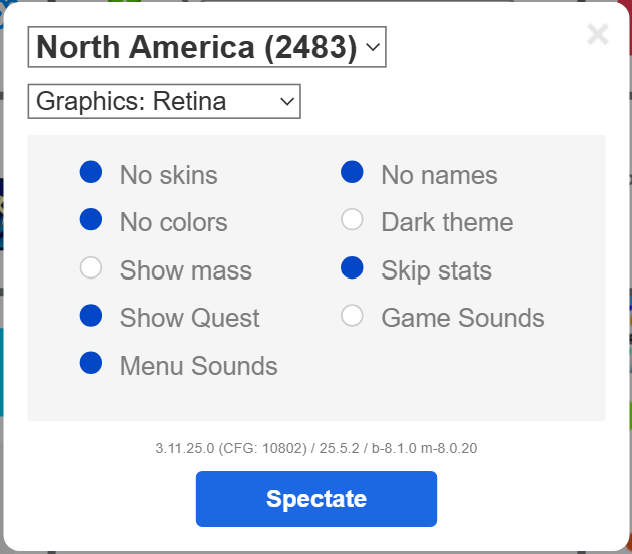 North America (2483)
Graphics: Retina
No skins
No names
No colors
Dark theme
Show mass
Skip stats
Show Quest
Game Sounds
Menu Sounds
3.11.25.0 (CFG: 10802) / 25.5.2 / b-8.1.0 m-8.0.20
Spectate